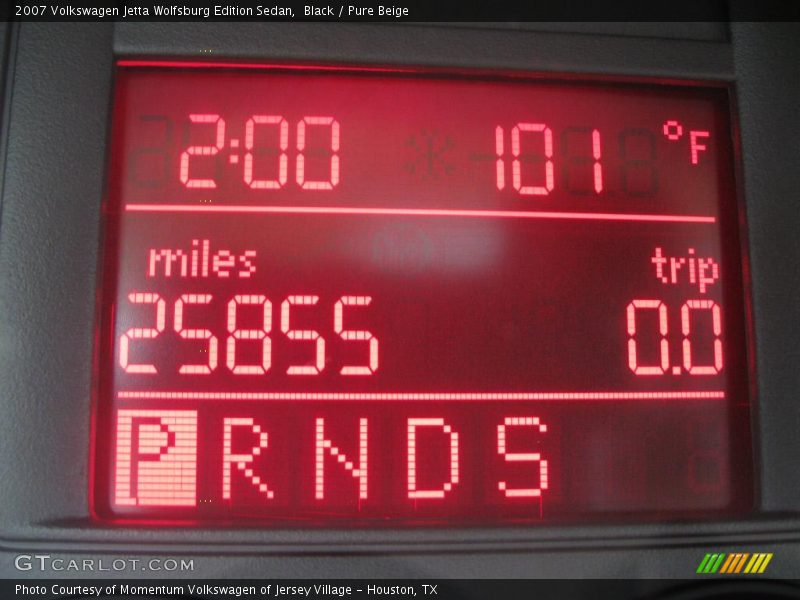 2007 Volkswagen Jetta Wolfsburg Edition Sedan,  Black / Pure Beige
2:00 101 °F
miles trip
25855 0.0
P R N D S
GTCARLOT.COM
Photo Courtesy of Momentum Volkswagen of Jersey Village - Houston, TX